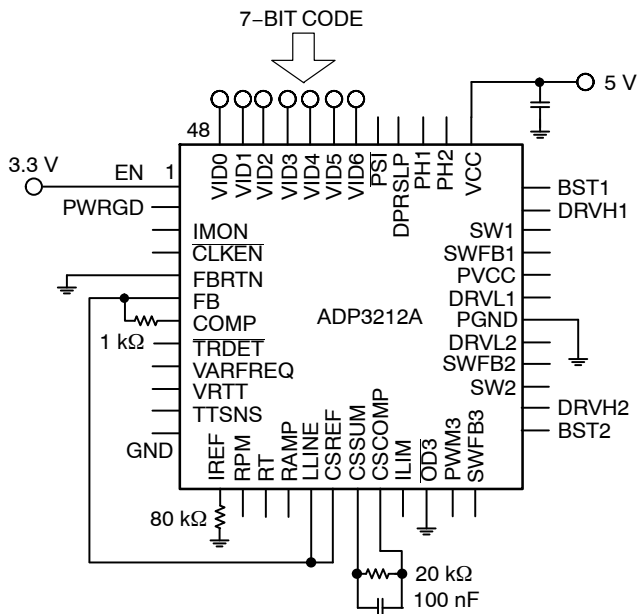 7–BIT CODE
5 V
48
3.3 V
EN
1
VID0
VID1
VID2
VID3
VID4
VID5
VID6
PSI
DPRSLP
PH1
PH2
VCC
PWRGD
IMON
CLKEN
FBRTN
FB
COMP
1 kΩ
TRDET
VARFREQ
VRTT
TTSNS
GND
ADP3212A
BST1
DRVH1
SW1
SWFB1
PVCC
DRVL1
PGND
DRVL2
SWFB2
SW2
DRVH2
BST2
IREF
RPM
RT
RAMP
LLINE
CSREF
CSSUM
CSCOMP
ILIM
OD3
PWM3
SWFB3
80 kΩ
20 kΩ
100 nF